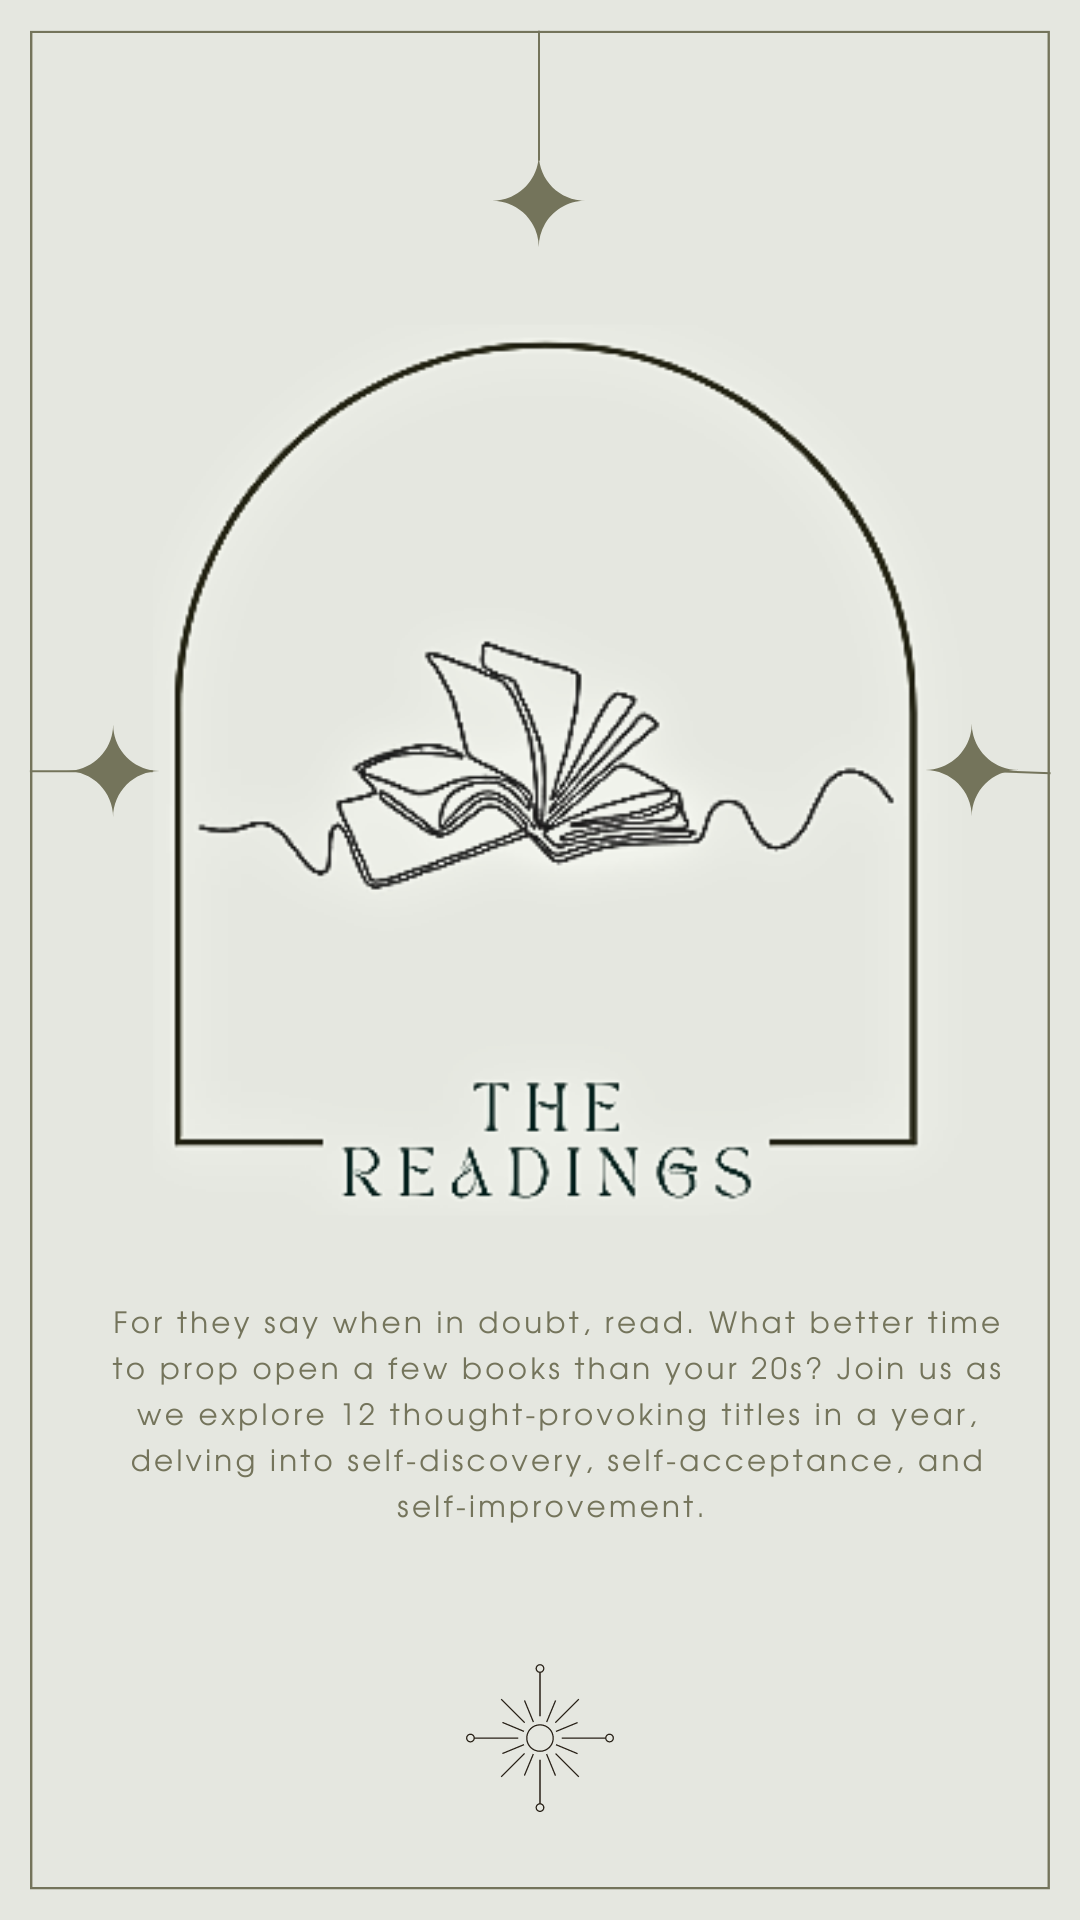 THE
READINGS
For they say when in doubt, read. What better time
to prop open a few books than your 20s? Join us as
we explore 12 thought-provoking titles in a year,
delving into self-discovery, self-acceptance, and
self-improvement.